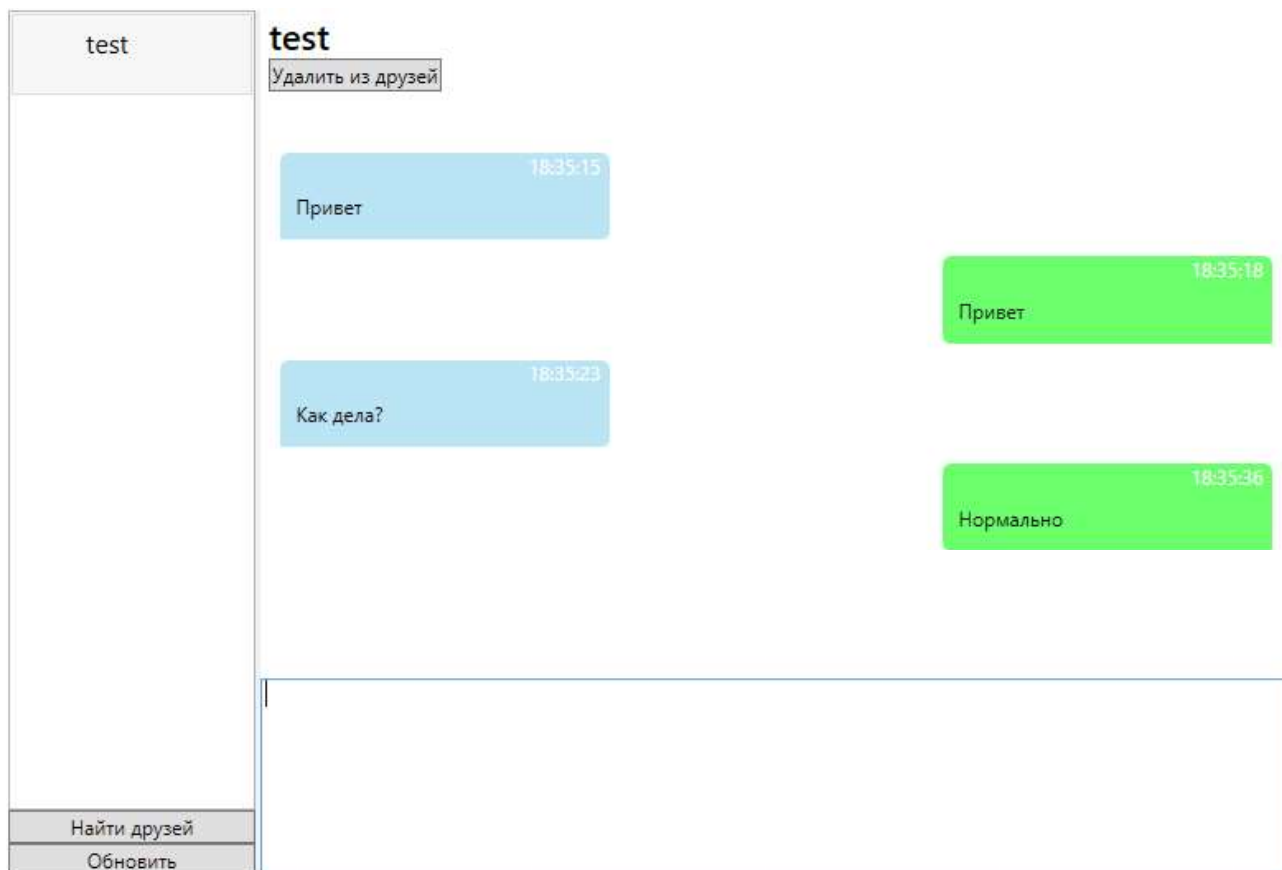 test
test
Удалить из друзей
18:35:15
Привет
18:35:18
Привет
18:35:23
Как дела?
18:35:36
Нормально
Найти друзей
Обновить